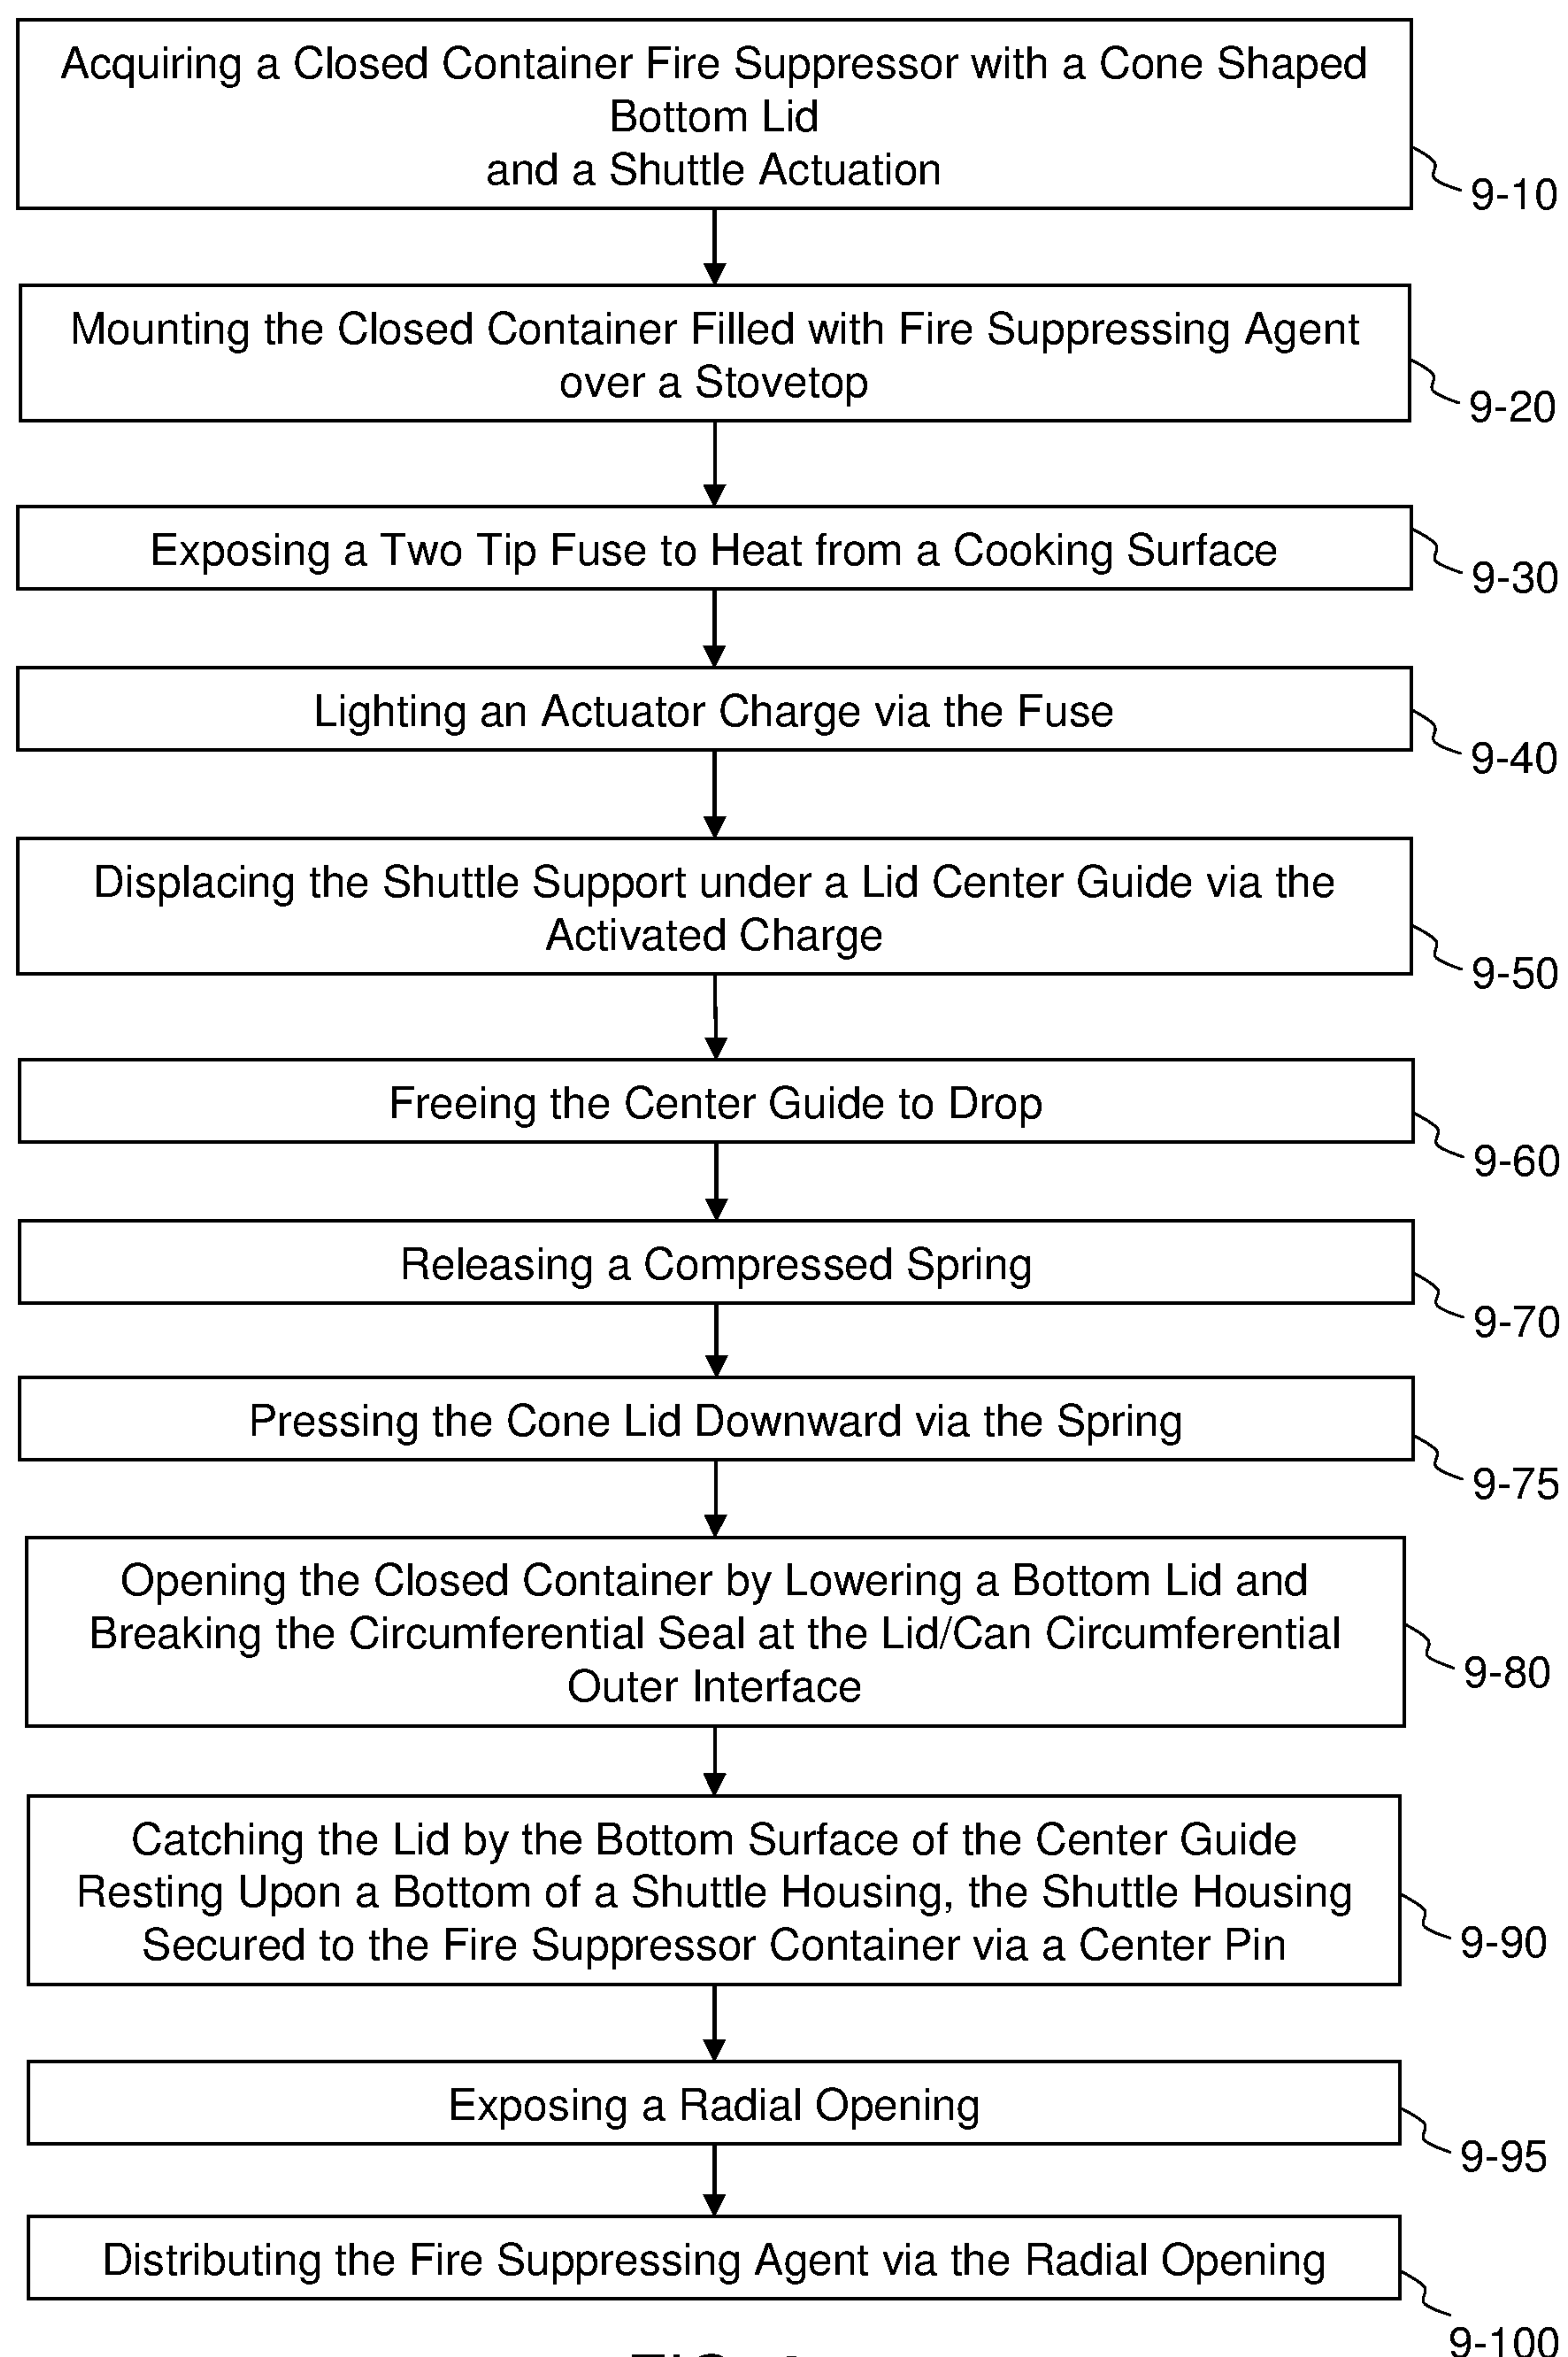 Acquiring a Closed Container Fire Suppressor with a Cone Shaped
Bottom Lid
and a Shuttle Actuation
9-10
Mounting the Closed Container Filled with Fire Suppressing Agent
over a Stovetop
9-20
Exposing a Two Tip Fuse to Heat from a Cooking Surface
9-30
Lighting an Actuator Charge via the Fuse
9-40
Displacing the Shuttle Support under a Lid Center Guide via the
Activated Charge
9-50
Freeing the Center Guide to Drop
9-60
Releasing a Compressed Spring
9-70
Pressing the Cone Lid Downward via the Spring
9-75
Opening the Closed Container by Lowering a Bottom Lid and
Breaking the Circumferential Seal at the Lid/Can Circumferential
Outer Interface
9-80
Catching the Lid by the Bottom Surface of the Center Guide
Resting Upon a Bottom of a Shuttle Housing, the Shuttle Housing
Secured to the Fire Suppressor Container via a Center Pin
9-90
Exposing a Radial Opening
9-95
Distributing the Fire Suppressing Agent via the Radial Opening
9-100